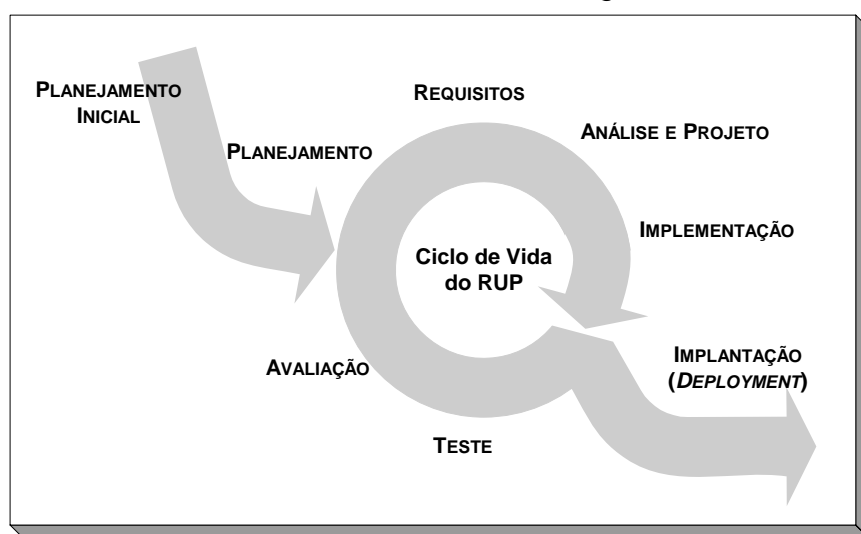 PLANEJAMENTO
INICIAL
PLANEJAMENTO
REQUISITOS
ANÁLISE E PROJETO
IMPLEMENTAÇÃO
Ciclo de Vida
do RUP
IMPLANTAÇÃO
(DEPLOYMENT)
AVALIAÇÃO
TESTE